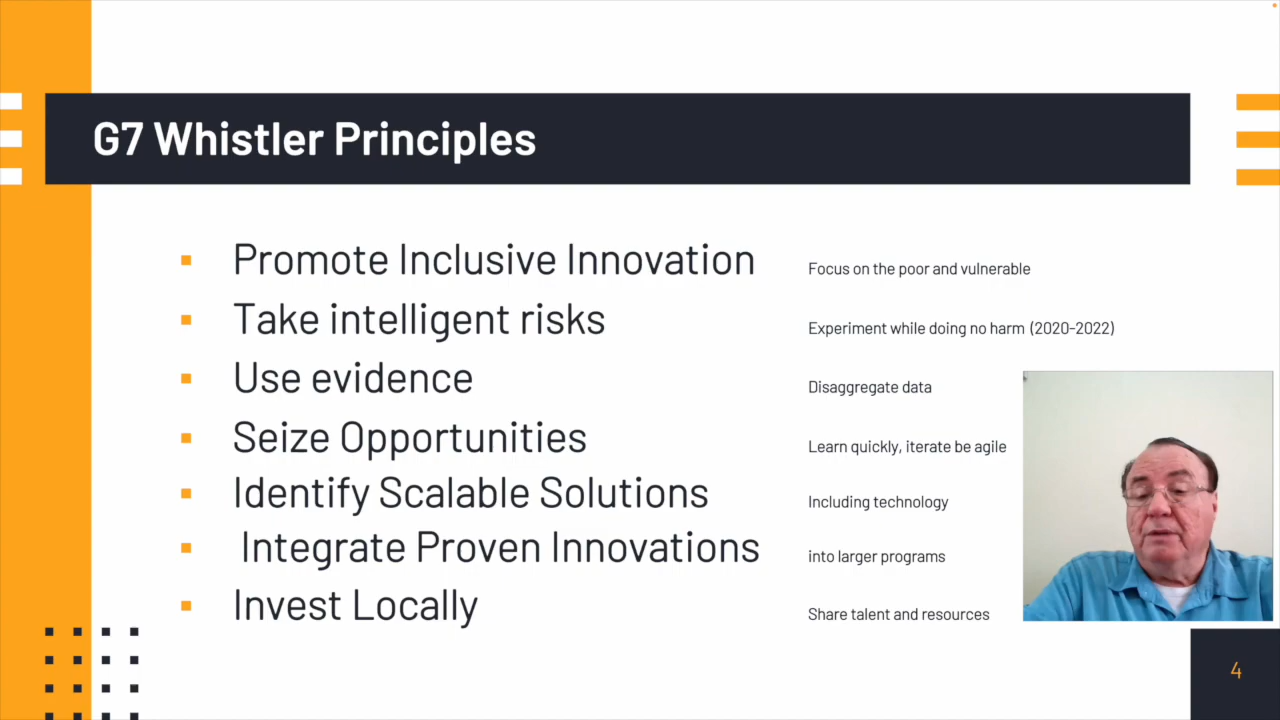 G7 Whistler Principles
Promote Inclusive Innovation Focus on the poor and vulnerable
Take intelligent risks Experiment while doing no harm (2020-2022)
Use evidence Disaggregate data
Seize Opportunities Learn quickly, iterate be agile
Identify Scalable Solutions Including technology
Integrate Proven Innovations into larger programs
Invest Locally Share talent and resources
4